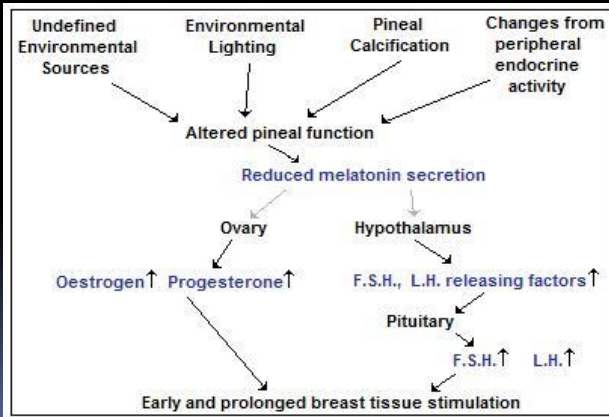 Undefined
Environmental
Sources
Environmental
Lighting
Pineal
Calcification
Changes from
peripheral
endocrine
activity
Altered pineal function
Reduced melatonin secretion
Ovary
Hypothalamus
Oestrogen↑ Progesterone↑
F.S.H., L.H. releasing factors↑
Pituitary
F.S.H.↑ L.H.↑
Early and prolonged breast tissue stimulation